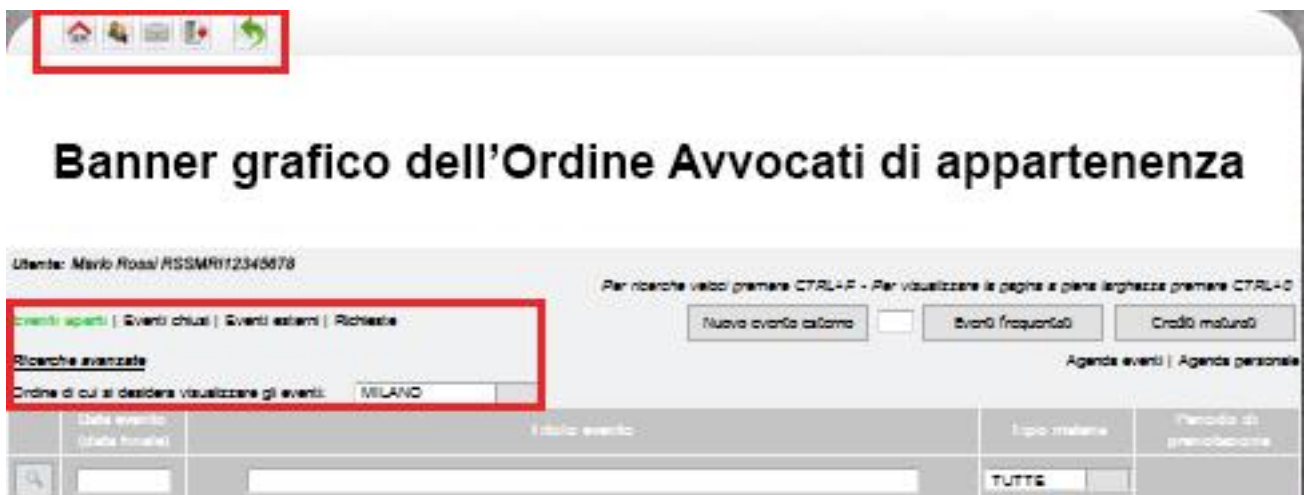 Banner grafico dell’Ordine Avvocati di appartenenza
Utente: Mario Rossi RSSMRI12345678
Per ricerche veloci premere CTRL+F - Per visualizzare la pagina a piena larghezza premere CTRL+0
Eventi aperti | Eventi chiusi | Eventi esterni | Richieste
Nuovo evento esterno
Eventi frequentati
Crediti maturati
Ricerche avanzate
Agenda eventi | Agenda personale
Ordine di cui si desidera visualizzare gli eventi:
MILANO
Data evento
(data finale)
Titolo evento
Tipo materia
Periodo di
prenotazione
TUTTE